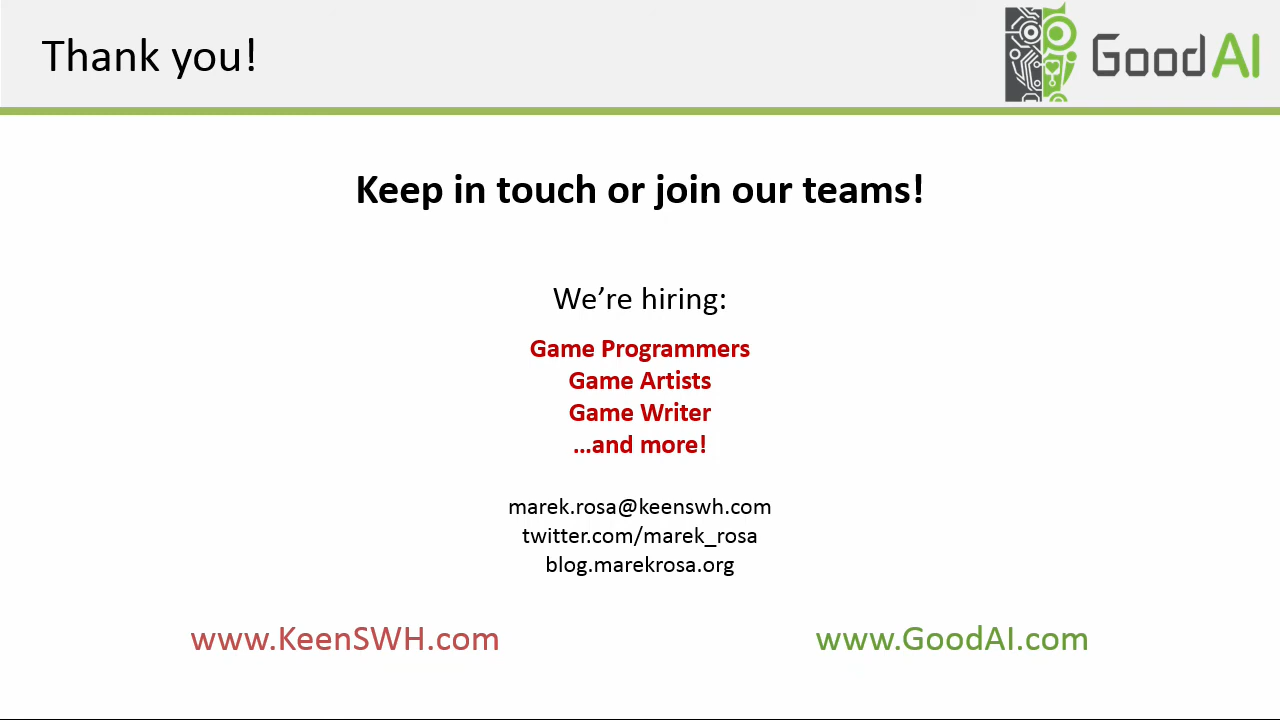 Thank you!
GoodAI
Keep in touch or join our teams!
We’re hiring:
Game Programmers
Game Artists
Game Writer
...and more!
marek.rosa@keenswh.com
twitter.com/marek_rosa
blog.marekrosa.org
www.KeenSWH.com
www.GoodAI.com